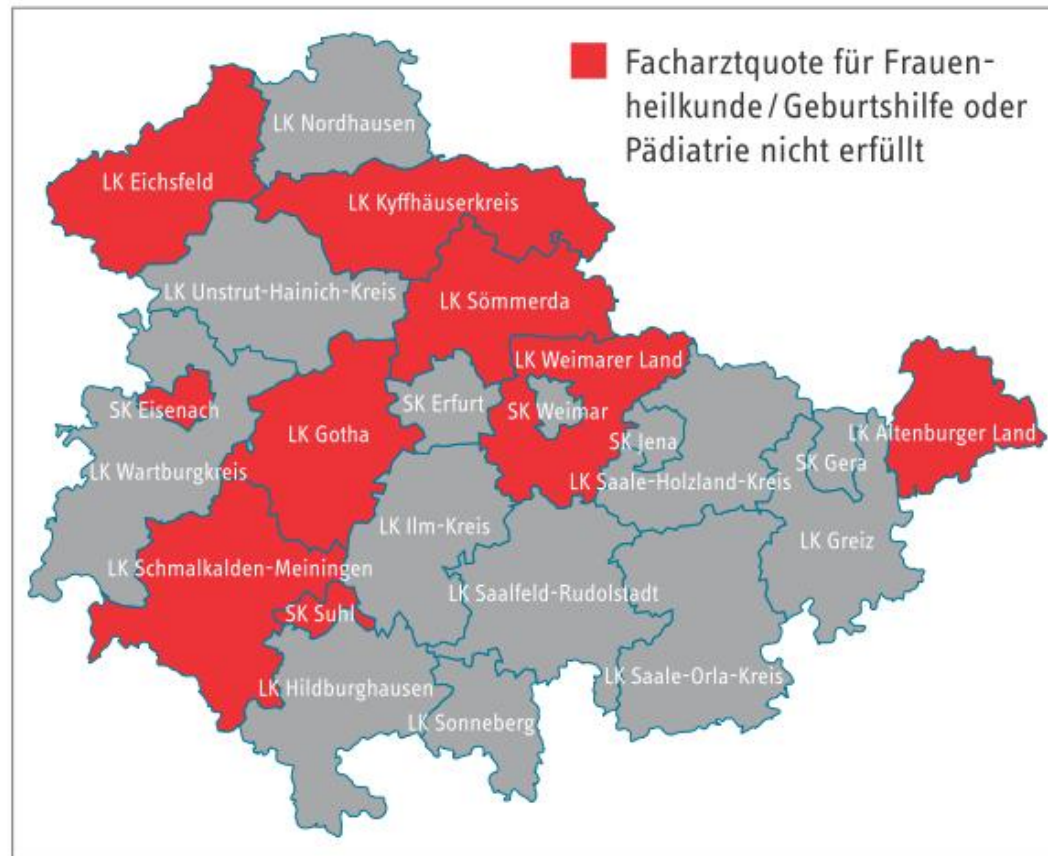 Facharztquote für Frauen-
heilkunde/Geburtshilfe oder
Pädiatrie nicht erfüllt
LK Nordhausen
LK Eichsfeld
LK Kyffhäuserkreis
LK Unstrut-Hainich-Kreis
LK Sömmerda
LK Weimarer Land
SK Eisenach
SK Erfurt
SK Weimar
LK Gotha
SK Jena
LK Altenburger Land
LK Wartburgkreis
SK Gera
LK Saale-Holzland-Kreis
LK Ilm-Kreis
LK Greiz
LK Schmalkalden-Meiningen
LK Saalfeld-Rudolstadt
SK Suhl
LK Saale-Orla-Kreis
LK Hildburghausen
LK Sonneberg